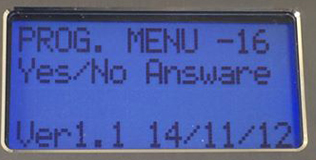 PROG. MENU -16
Yes/No Answare
Ver1.1 14/11/12